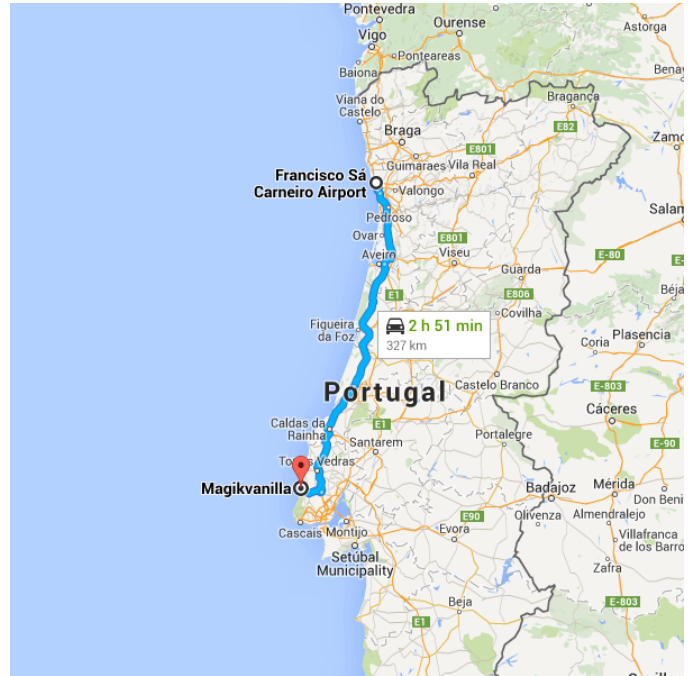 Pontevedra
Ourense
Astorga
Vigo
Ponteareas
Baiona
Benav
Viana do
Castelo
Bragança
Braga
E82
Zamo
Guimaraes
E801
Vila Real
Francisco Sá
Carneiro Airport
Valongo
Pedroso
Salam
Ovar
E801
Viseu
Aveiro
E-80
E-
Guarda
E1
E806
Béja
Covilha
Figueira
da Foz
2 h 51 min
327 km
Plasencia
Coria
Portugal
Castelo Branco
E-803
Caldas da
Rainha
E1
Cáceres
Santarem
Portalegre
E-90
Torres Vedras
Magikvanilla
Badajoz
Mérida
Don Beni
Cascais
Montijo
E90
Olivenza
Almendralejo
Evora
Setúbal
Municipality
Villafranca
de los Barro
Zafra
Beja
E-803
E1